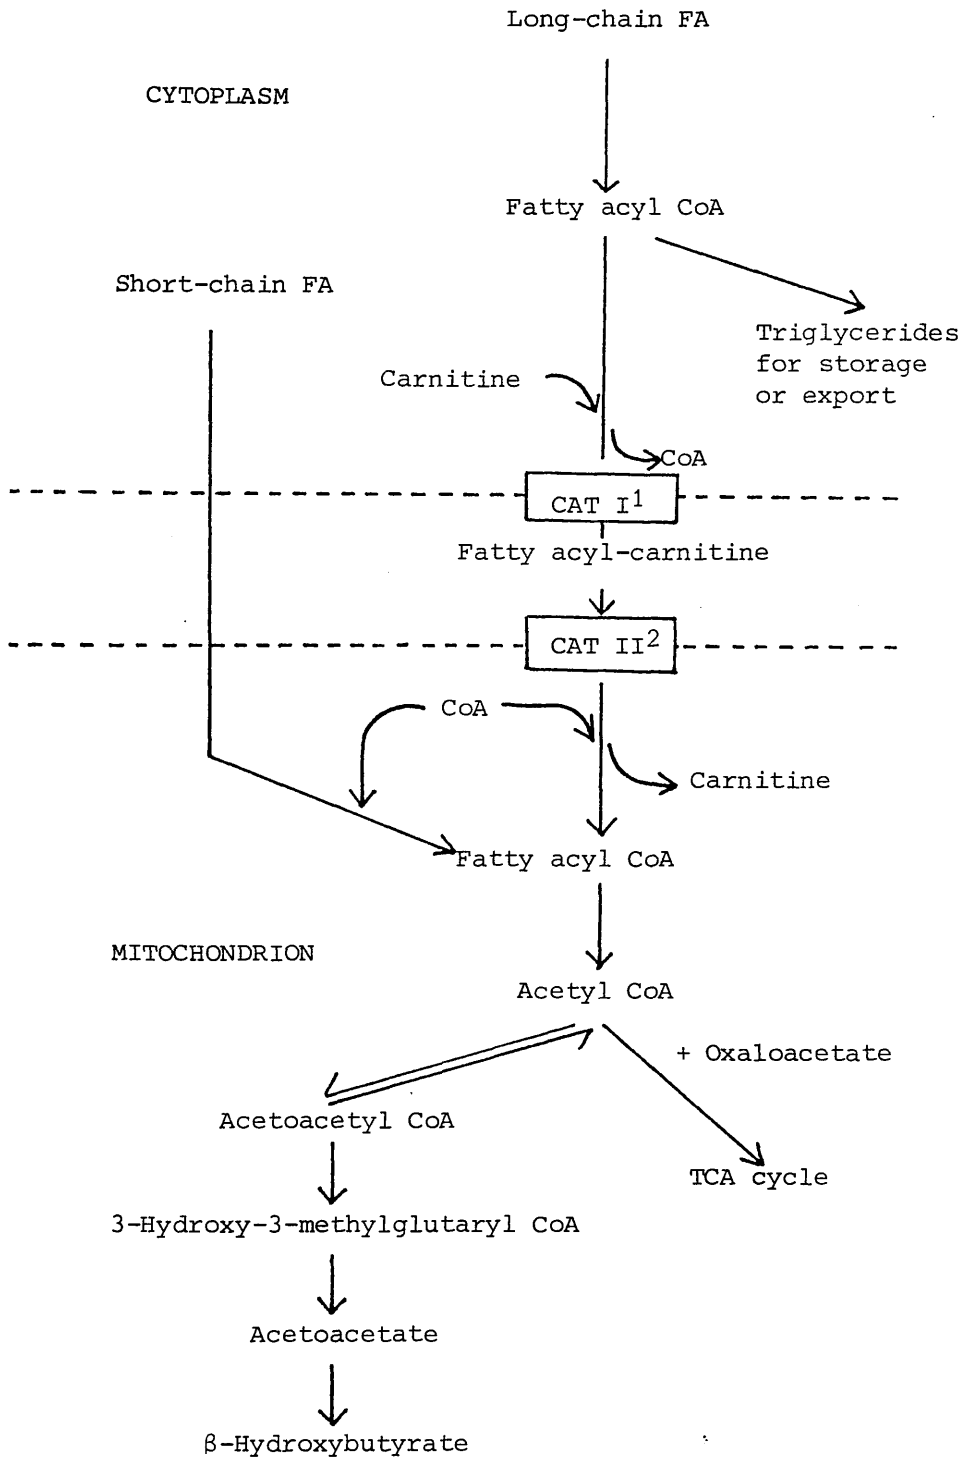 Long-chain FA
CYTOPLASM
Fatty acyl CoA
Short-chain FA
Triglycerides
for storage
or export
Carnitine
CoA
CAT I1
Fatty acyl-carnitine
CAT II2
CoA
Carnitine
Fatty acyl CoA
MITOCHONDRION
Acetyl CoA
+ Oxaloacetate
Acetoacetyl CoA
TCA cycle
3-Hydroxy-3-methylglutaryl CoA
Acetoacetate
β-Hydroxybutyrate